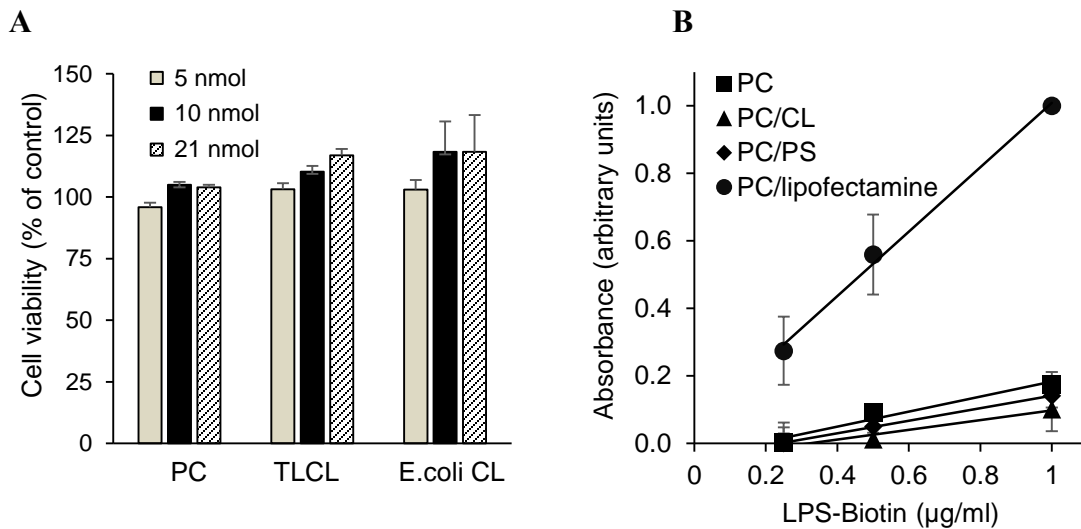 A
Cell viability (% of control)
150
125
100
75
50
25
0
5 nmol
10 nmol
21 nmol
PC TLCL E.coli CL
B
Absorbance (arbitrary units)
1.0
0.8
0.6
0.4
0.2
0.0
PC
PC/CL
PC/PS
PC/lipofectamine
0 0.2 0.4 0.6 0.8 1
LPS-Biotin (µg/ml)